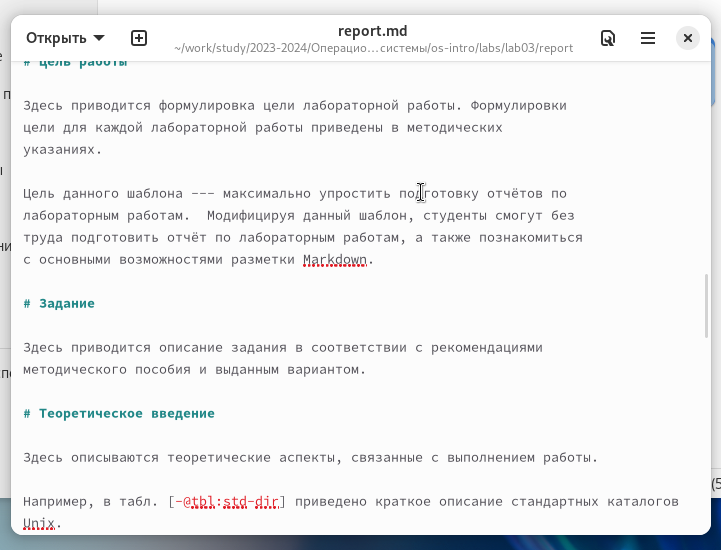 Открыть
report.md
~/work/study/2023-2024/Операцио…системы/os-intro/labs/lab03/report
# Цель работы
Здесь приводится формулировка цели лабораторной работы. Формулировки
цели для каждой лабораторной работы приведены в методических
указаниях.
Цель данного шаблона --- максимально упростить подготовку отчётов по
лабораторным работам.  Модифицируя данный шаблон, студенты смогут без
труда подготовить отчёт по лабораторным работам, а также познакомиться
с основными возможностями разметки Markdown.
# Задание
Здесь приводится описание задания в соответствии с рекомендациями
методического пособия и выданным вариантом.
# Теоретическое введение
Здесь описываются теоретические аспекты, связанные с выполнением работы.
Например, в табл. [-@tbl:std-dir] приведено краткое описание стандартных каталогов
Unix.